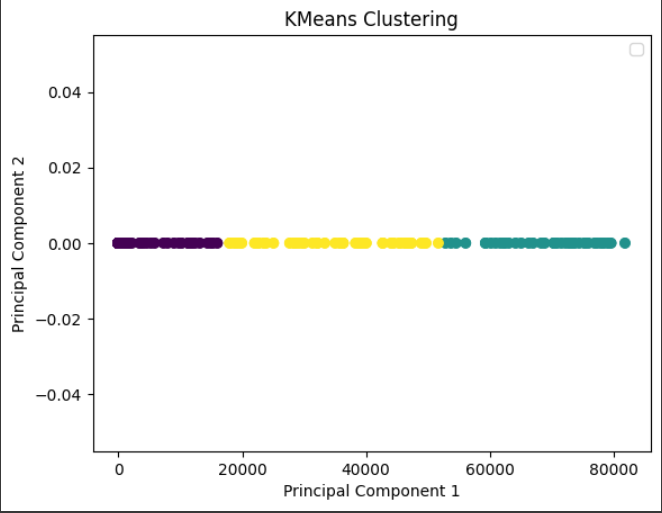 KMeans Clustering
0.04
0.02
0.00
−0.02
−0.04
Principal Component 2
0 20000 40000 60000 80000
Principal Component 1